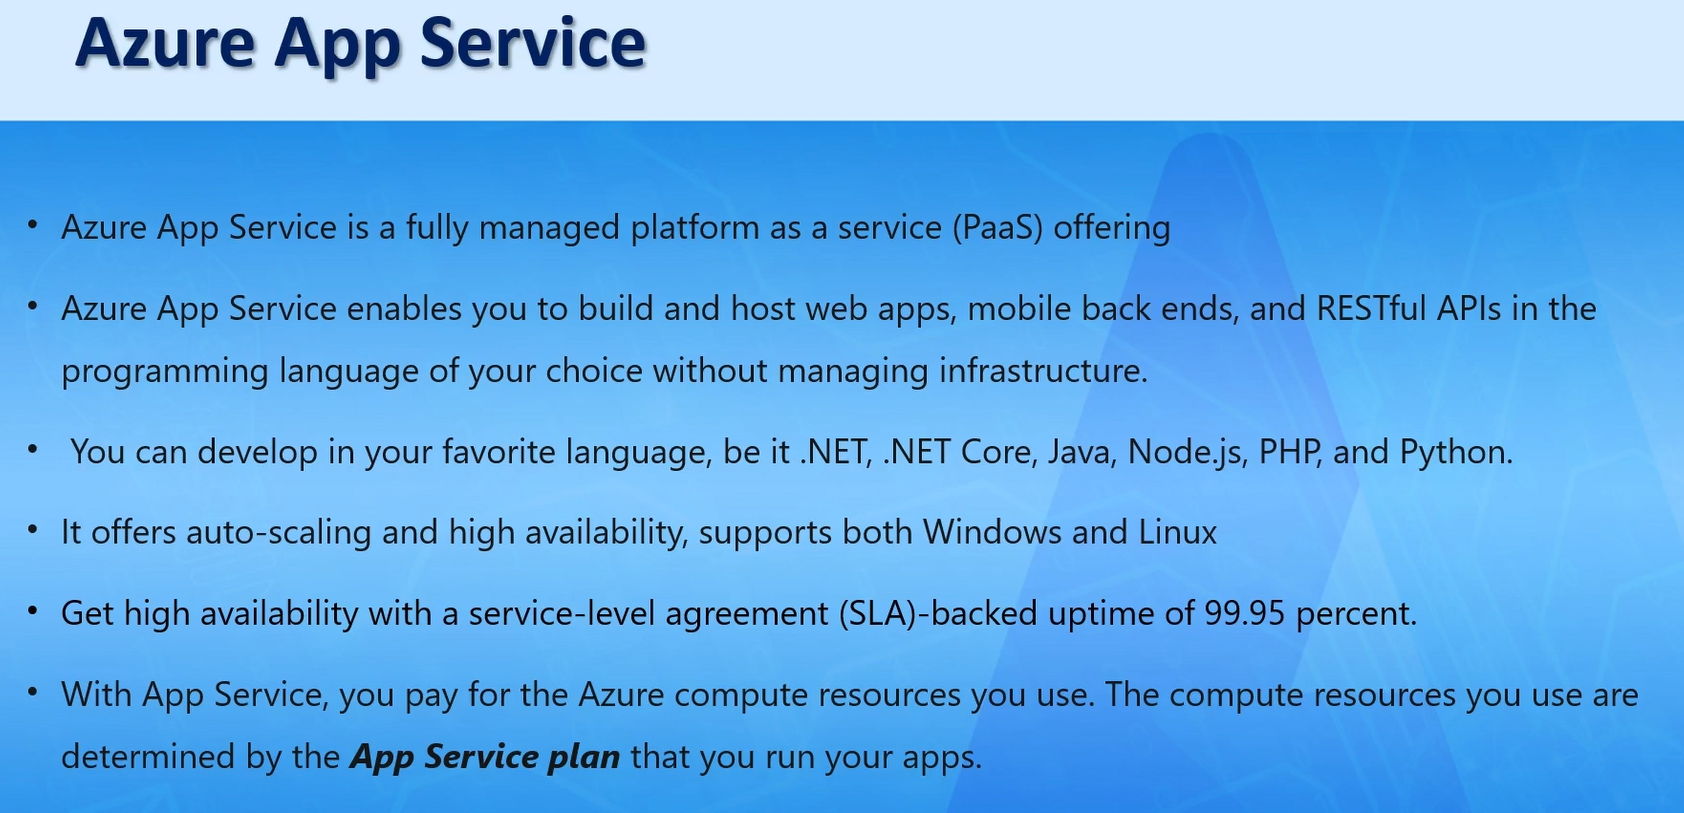 Azure App Service
• Azure App Service is a fully managed platform as a service (PaaS) offering
• Azure App Service enables you to build and host web apps, mobile back ends, and RESTful APIs in the
programming language of your choice without managing infrastructure.
• You can develop in your favorite language, be it .NET, .NET Core, Java, Node.js, PHP, and Python.
• It offers auto-scaling and high availability, supports both Windows and Linux
• Get high availability with a service-level agreement (SLA)-backed uptime of 99.95 percent.
• With App Service, you pay for the Azure compute resources you use. The compute resources you use are
determined by the App Service plan that you run your apps.